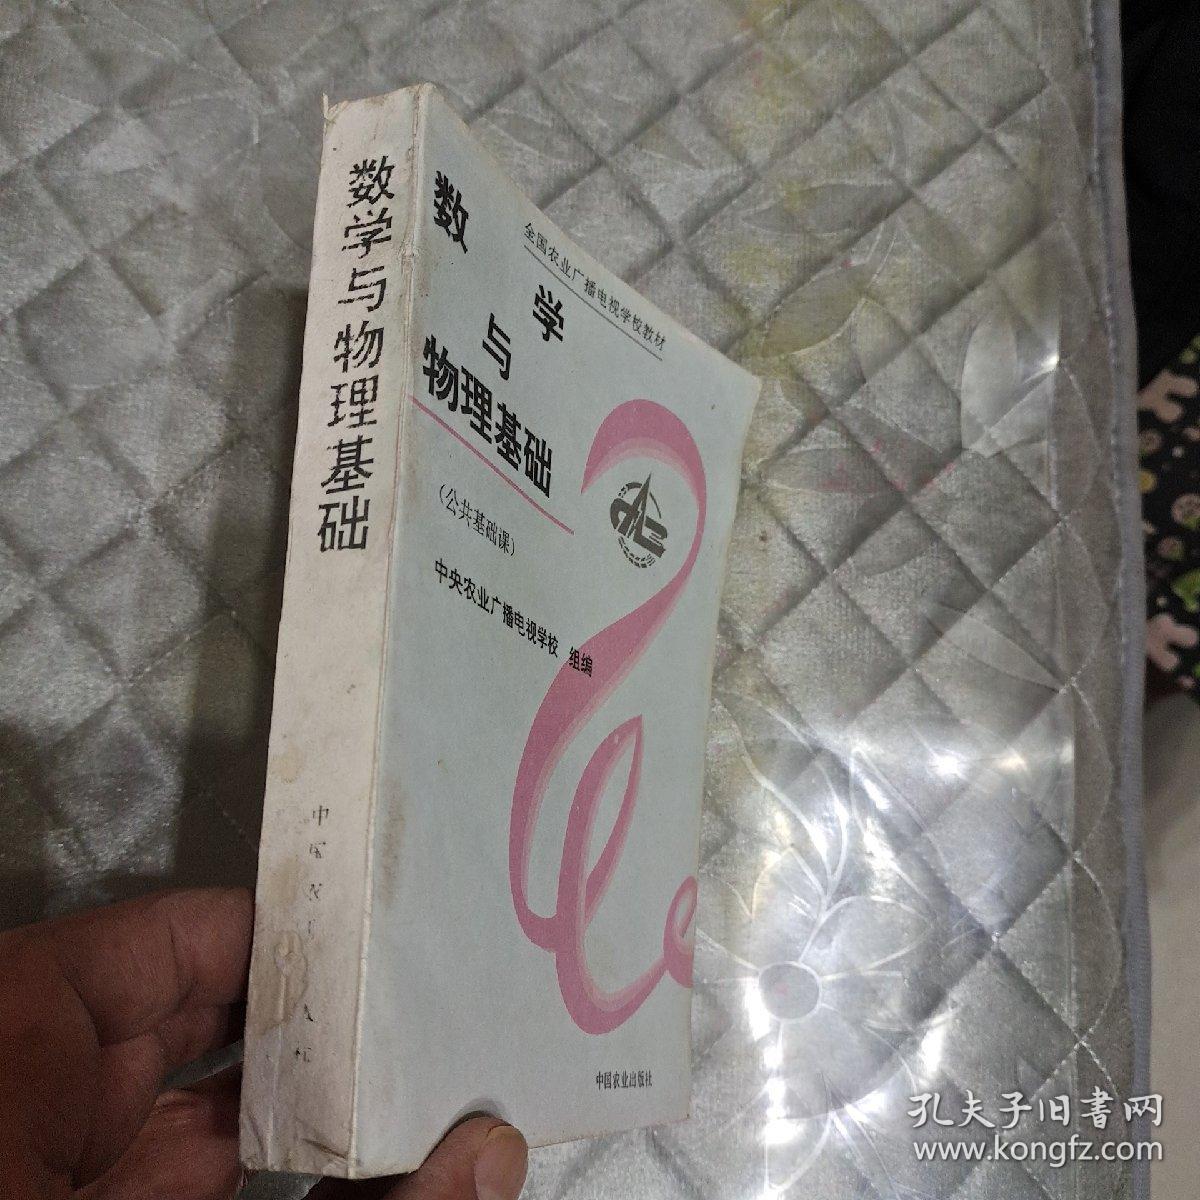 数学与物理基础
中
全国农业广播电视学校教材
数学
与
物理基础
(公共基础课)
中央农业广播电视学校 组编
中国农业出版社
孔夫子旧書网
www.kongfz.com